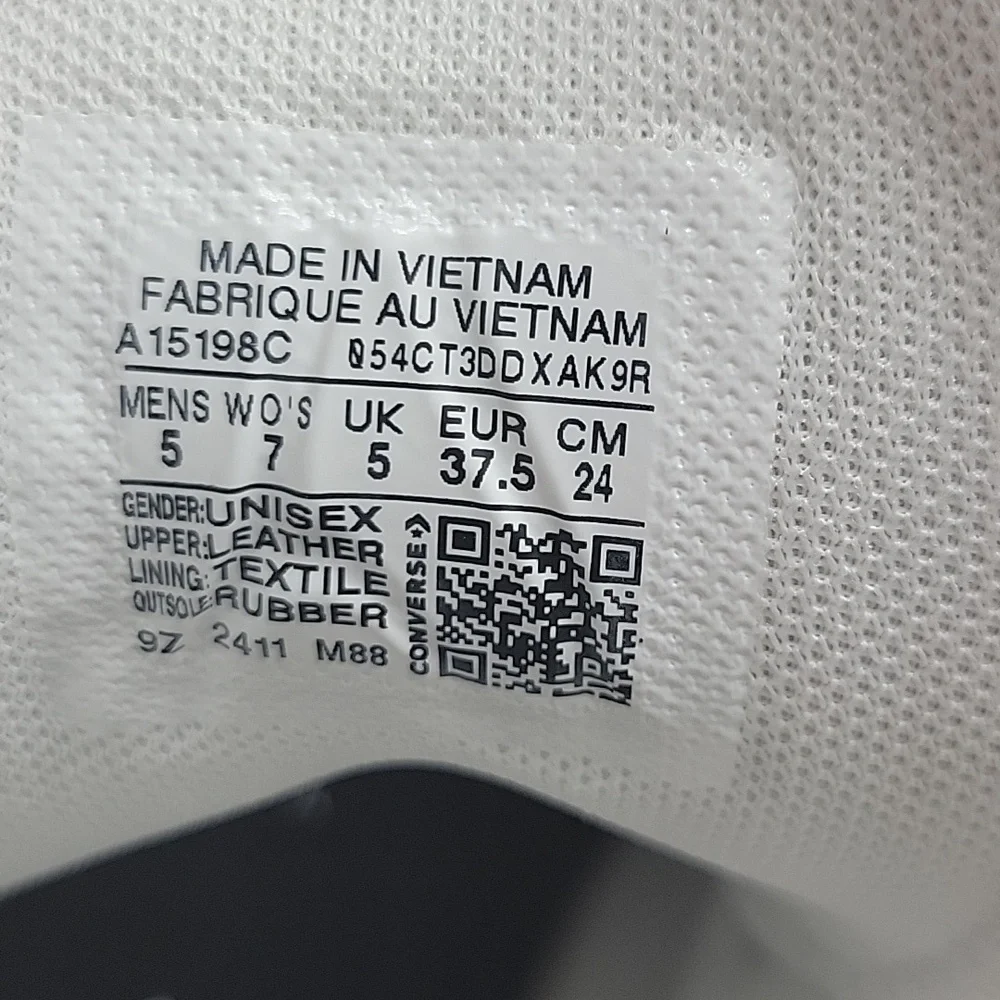 MADE IN VIETNAM
FABRIQUE AU VIETNAM
A15198C 054CT3DDXAK9R
MENS WO'S UK EUR CM
5 7 5 37.5 24
GENDER:UNISEX
UPPER:LEATHER
LINING:TEXTILE
OUTSOLE:RUBBER
9Z 2411 M88
CONVERSE